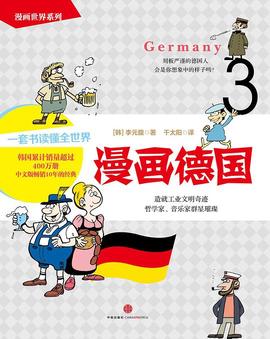 漫画世界系列
Germany
刻板严谨的德国人
会是你想象中的样子吗?
3
一套书读懂全世界
[韩] 李元馥◎著 干太阳◎译
韩国累计销量超过
400万册
中文版畅销10年的经典
漫画德国
造就工业文明奇迹
哲学家、音乐家群星璀璨
中信出版社·CHINACITICPRESS